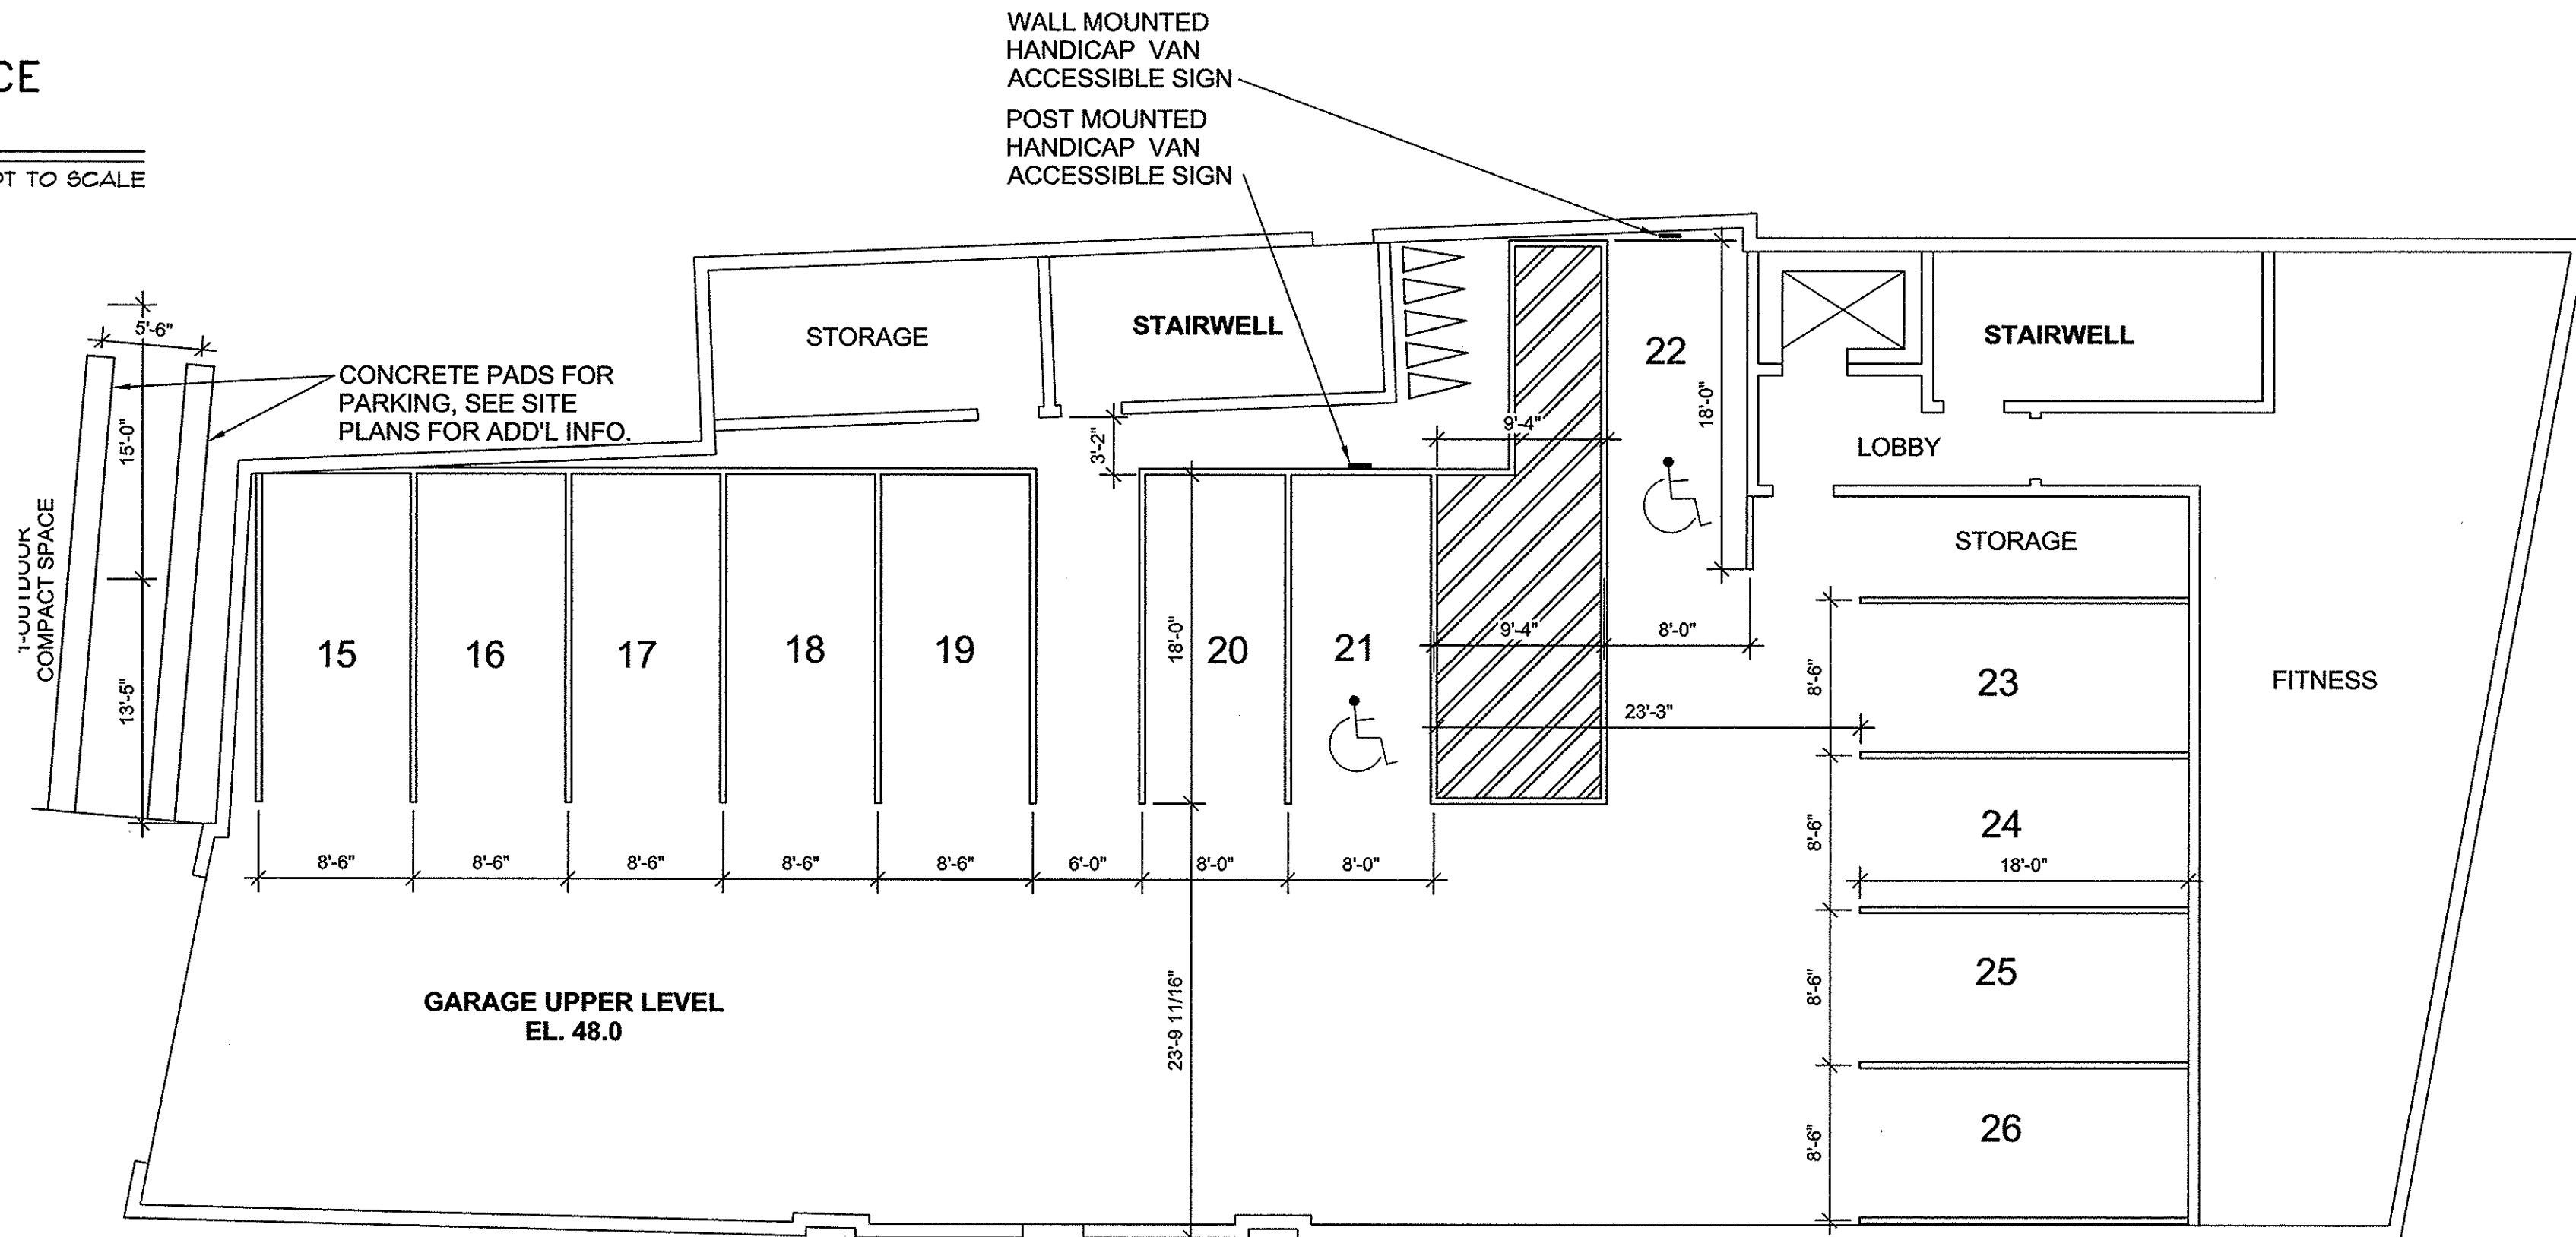 CE
WALL MOUNTED
HANDICAP VAN
ACCESSIBLE SIGN
POST MOUNTED
HANDICAP VAN
ACCESSIBLE SIGN
TO SCALE
5'-6"
CONCRETE PADS FOR
PARKING, SEE SITE
PLANS FOR ADD'L INFO.
15'-0"
13'-5"
COMPACT SPACE
STORAGE
STAIRWELL
3'-2"
9'-4"
22
18'-0"
STAIRWELL
LOBBY
STORAGE
15
16
17
18
19
18'-0"
20
21
9'-4"
8'-0"
23'-3"
8'-6"
23
FITNESS
8'-6"
24
18'-0"
8'-6"
8'-6"
8'-6"
8'-6"
8'-6"
6'-0"
8'-0"
8'-0"
8'-6"
25
GARAGE UPPER LEVEL
EL. 48.0
23'-9 11/16"
8'-6"
26